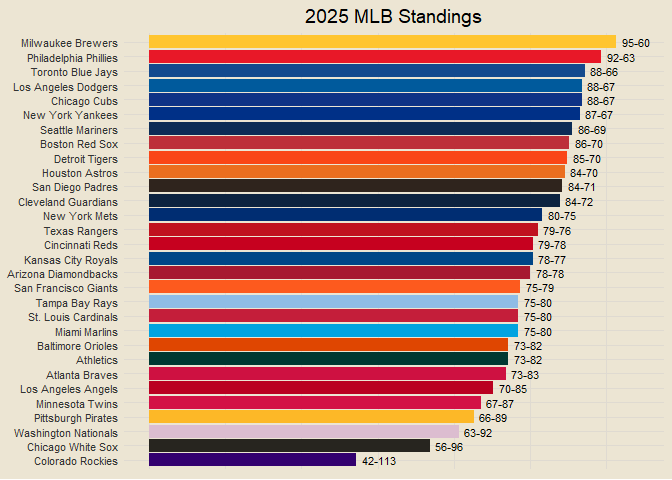 2025 MLB Standings
Milwaukee Brewers 95-60
Philadelphia Phillies 92-63
Toronto Blue Jays 88-66
Los Angeles Dodgers 88-67
Chicago Cubs 88-67
New York Yankees 87-67
Seattle Mariners 86-69
Boston Red Sox 86-70
Detroit Tigers 85-70
Houston Astros 84-70
San Diego Padres 84-71
Cleveland Guardians 84-72
New York Mets 80-75
Texas Rangers 79-76
Cincinnati Reds 79-78
Kansas City Royals 78-77
Arizona Diamondbacks 78-78
San Francisco Giants 75-79
Tampa Bay Rays 75-80
St. Louis Cardinals 75-80
Miami Marlins 75-80
Baltimore Orioles 73-82
Athletics 73-82
Atlanta Braves 73-83
Los Angeles Angels 70-85
Minnesota Twins 67-87
Pittsburgh Pirates 66-89
Washington Nationals 63-92
Chicago White Sox 56-96
Colorado Rockies 42-113